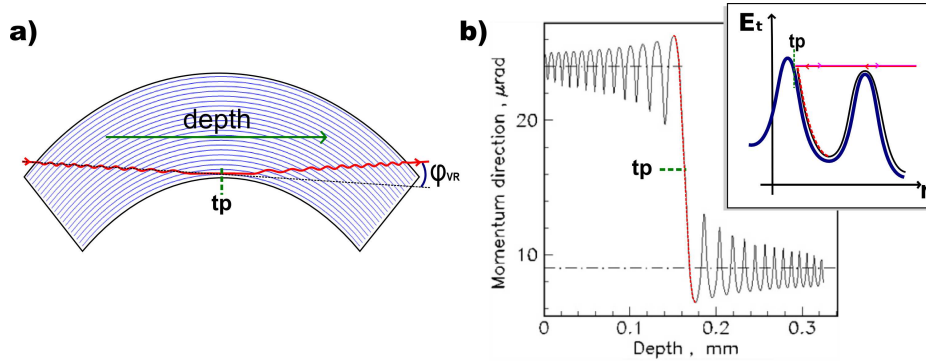 a)
depth
φVR
tp
b)
Momentum direction , μrad
20
10
tp
0
0.1
0.2
0.3
Depth , mm
Eₜ
tp
r